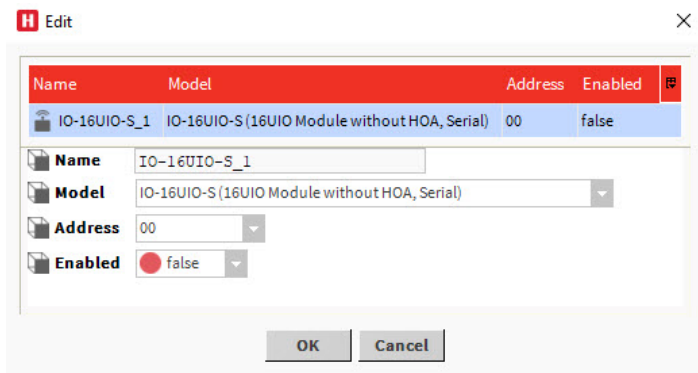 H Edit
Name Model Address Enabled
IO-16UIO-S_1 IO-16UIO-S (16UIO Module without HOA, Serial) 00 false
Name IO-16UIO-S_1
Model IO-16UIO-S (16UIO Module without HOA, Serial)
Address 00
Enabled false
OK Cancel